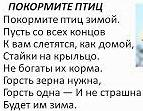 ПОКОРМИТЕ ПТИЦ
Покормите птиц зимой.
Пусть со всех концов
К вам слетятся, как домой,
Стайки на крыльцо.
Не богаты их корма.
Горсть зерна нужна,
Горсть одна — И не страшна
Будет им зима.